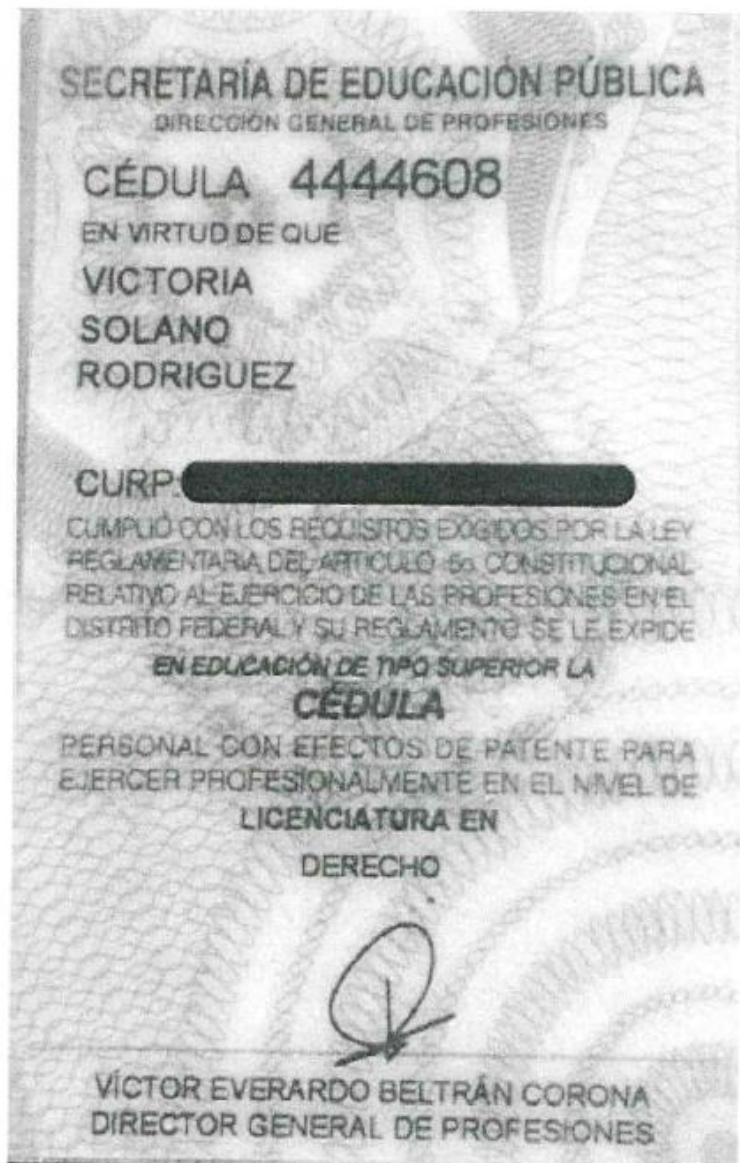 SECRETARÍA DE EDUCACIÓN PÚBLICA
DIRECCIÓN GENERAL DE PROFESIONES
CÉDULA 4444608
EN VIRTUD DE QUE
VICTORIA
SOLANO
RODRIGUEZ
CURP:
CUMPLIÓ CON LOS REQUISITOS EXIGIDOS POR LA LEY
REGLAMENTARIA DEL ARTÍCULO 5o. CONSTITUCIONAL
RELATIVO AL EJERCICIO DE LAS PROFESIONES EN EL
DISTRITO FEDERAL Y SU REGLAMENTO SE LE EXPIDE
EN EDUCACIÓN DE TIPO SUPERIOR LA
CÉDULA
PERSONAL CON EFECTOS DE PATENTE PARA
EJERCER PROFESIONALMENTE EN EL NIVEL DE
LICENCIATURA EN
DERECHO
VÍCTOR EVERARDO BELTRÁN CORONA
DIRECTOR GENERAL DE PROFESIONES